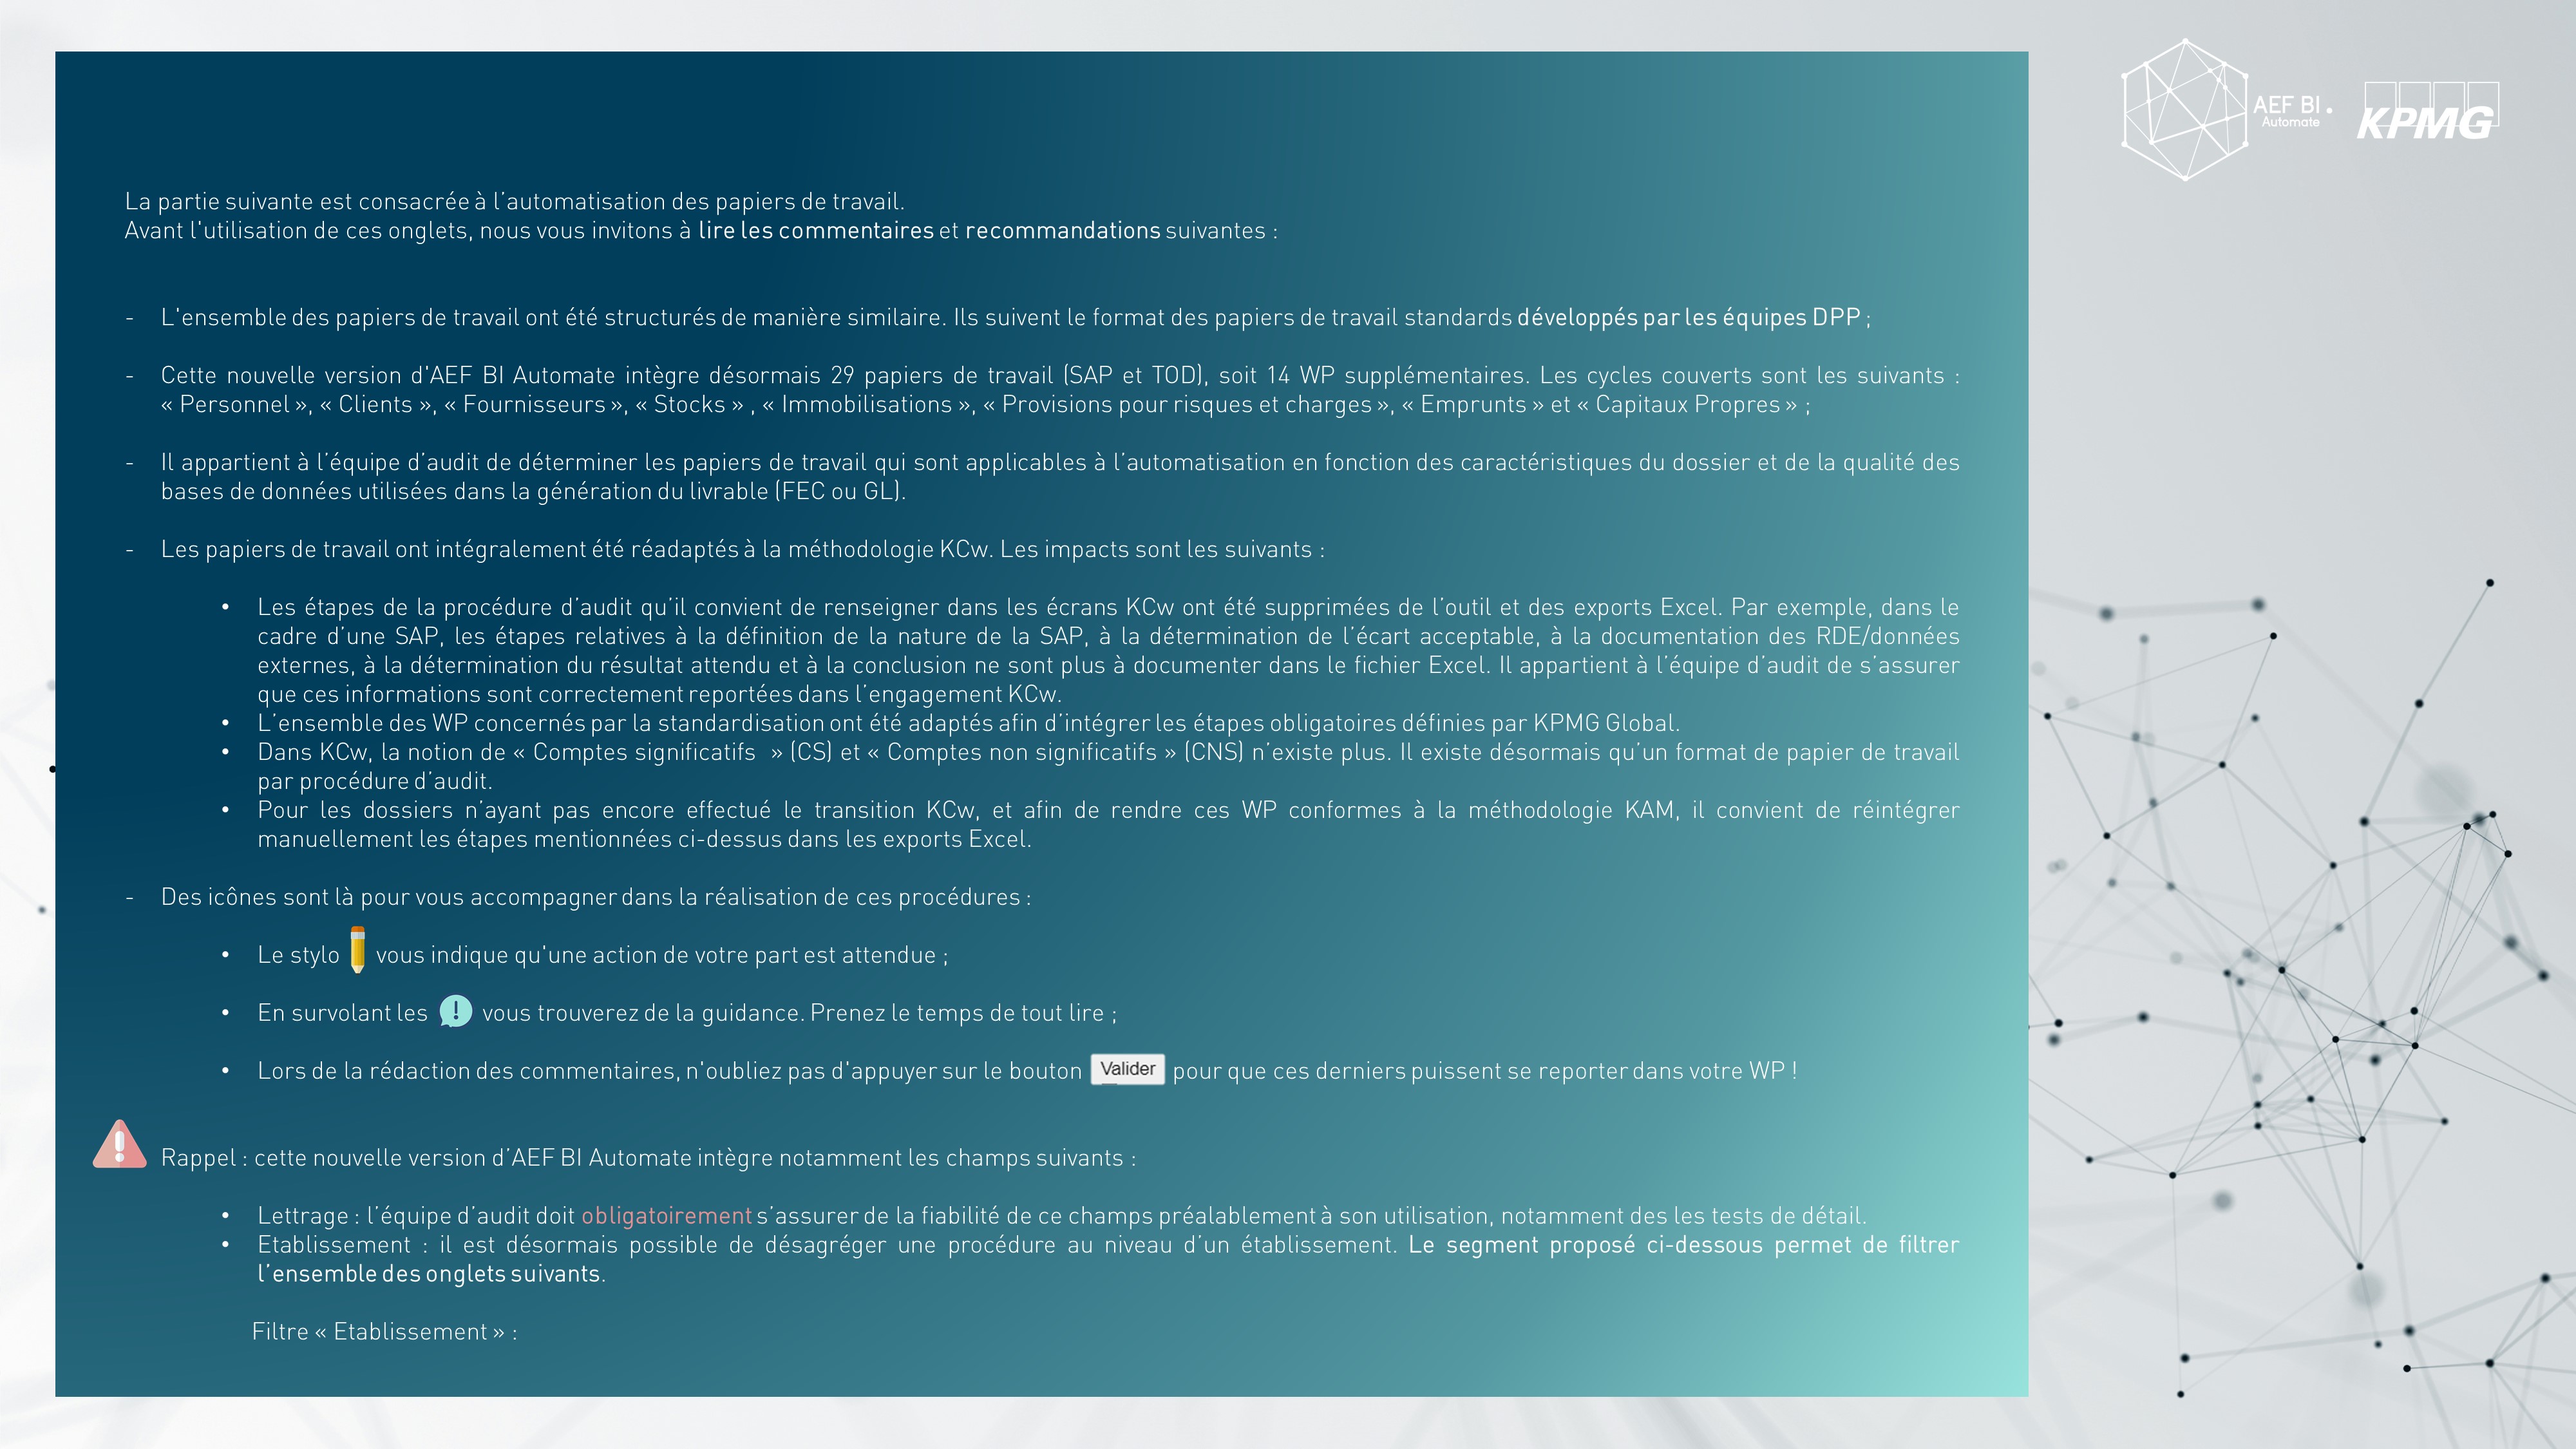 AEF BI
Automate
KPMG
La partie suivante est consacrée à l’automatisation des papiers de travail.
Avant l'utilisation de ces onglets, nous vous invitons à lire les commentaires et recommandations suivantes :
- L'ensemble des papiers de travail ont été structurés de manière similaire. Ils suivent le format des papiers de travail standards développés par les équipes DPP ;
- Cette nouvelle version d'AEF BI Automate intègre désormais 29 papiers de travail (SAP et TOD), soit 14 WP supplémentaires. Les cycles couverts sont les suivants :
« Personnel », « Clients », « Fournisseurs », « Stocks » , « Immobilisations », « Provisions pour risques et charges », « Emprunts » et « Capitaux Propres » ;
- Il appartient à l’équipe d’audit de déterminer les papiers de travail qui sont applicables à l’automatisation en fonction des caractéristiques du dossier et de la qualité des
bases de données utilisées dans la génération du livrable (FEC ou GL).
- Les papiers de travail ont intégralement été réadaptés à la méthodologie KCw. Les impacts sont les suivants :
• Les étapes de la procédure d’audit qu’il convient de renseigner dans les écrans KCw ont été supprimées de l’outil et des exports Excel. Par exemple, dans le
cadre d’une SAP, les étapes relatives à la définition de la nature de la SAP, à la détermination de l’écart acceptable, à la documentation des RDE/données
externes, à la détermination du résultat attendu et à la conclusion ne sont plus à documenter dans le fichier Excel. Il appartient à l’équipe d’audit de s’assurer
que ces informations sont correctement reportées dans l’engagement KCw.
• L’ensemble des WP concernés par la standardisation ont été adaptés afin d’intégrer les étapes obligatoires définies par KPMG Global.
• Dans KCw, la notion de « Comptes significatifs » (CS) et « Comptes non significatifs » (CNS) n’existe plus. Il existe désormais qu’un format de papier de travail
par procédure d’audit.
• Pour les dossiers n’ayant pas encore effectué le transition KCw, et afin de rendre ces WP conformes à la méthodologie KAM, il convient de réintégrer
manuellement les étapes mentionnées ci-dessus dans les exports Excel.
- Des icônes sont là pour vous accompagner dans la réalisation de ces procédures :
• Le stylo vous indique qu'une action de votre part est attendue ;
• En survolant les vous trouverez de la guidance. Prenez le temps de tout lire ;
• Lors de la rédaction des commentaires, n'oubliez pas d'appuyer sur le bouton Valider pour que ces derniers puissent se reporter dans votre WP !
Rappel : cette nouvelle version d’AEF BI Automate intègre notamment les champs suivants :
• Lettrage : l’équipe d’audit doit obligatoirement s’assurer de la fiabilité de ce champs préalablement à son utilisation, notamment des les tests de détail.
• Etablissement : il est désormais possible de désagréger une procédure au niveau d’un établissement. Le segment proposé ci-dessous permet de filtrer
l’ensemble des onglets suivants.
Filtre « Etablissement » :